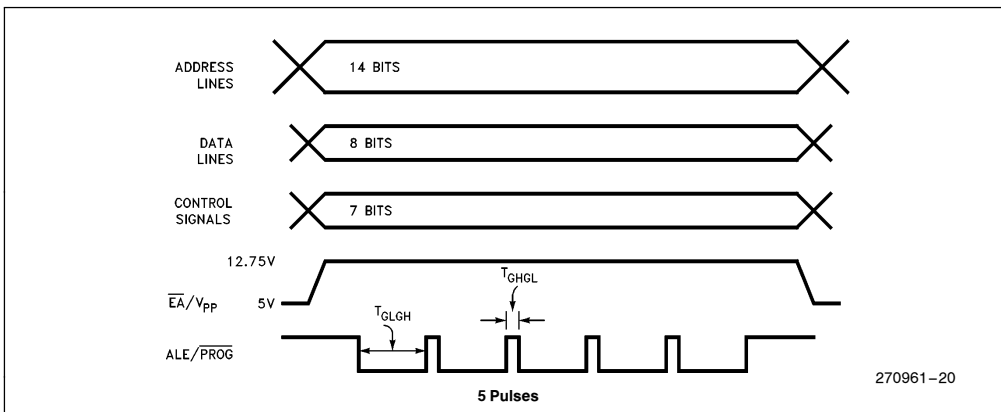 ADDRESS
LINES
14 BITS
DATA
LINES
8 BITS
CONTROL
SIGNALS
7 BITS
12.75V
TGHGL
EA/VPP
5V
TGLGH
ALE/PROG
270961–20
5 Pulses